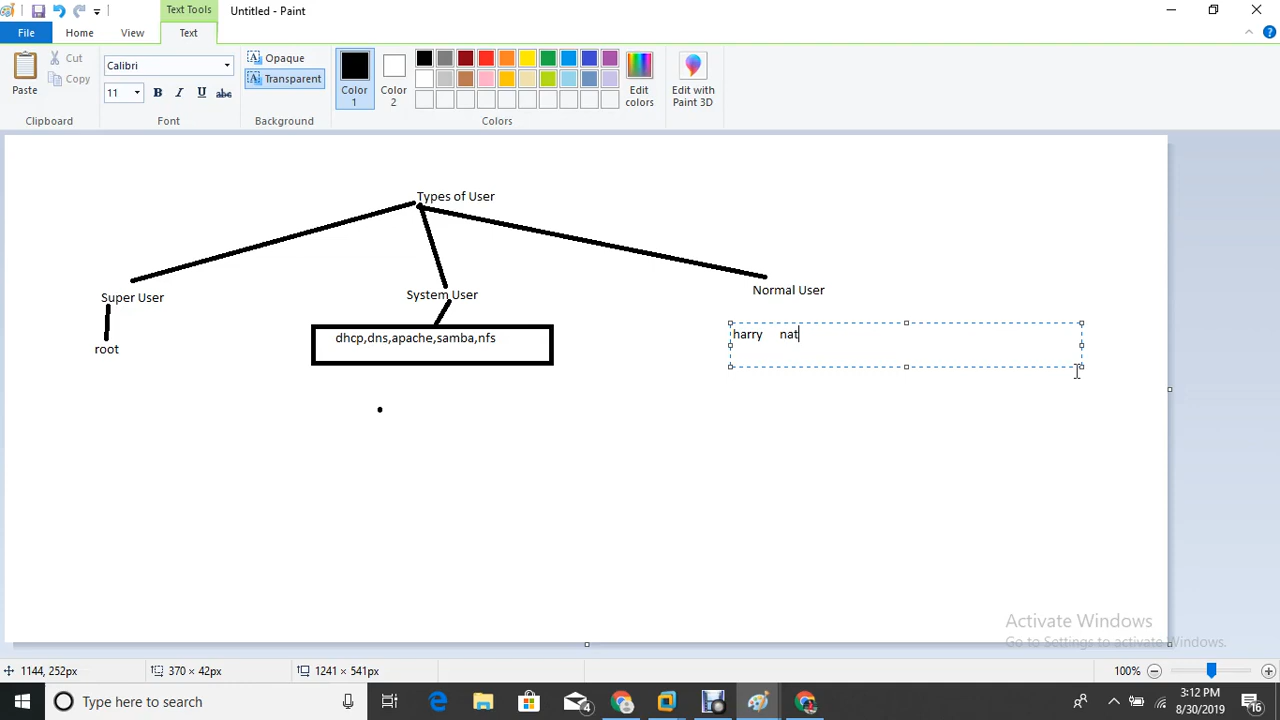 Text Tools
Untitled - Paint
File
Home
View
Text
Paste
Cut
Copy
Clipboard
Calibri
11
B I U abc
Font
Opaque
Transparent
Background
Color 1
Color 2
Edit colors
Colors
Edit with Paint 3D
Types of User
Super User
System User
Normal User
root
dhcp,dns,apache,samba,nfs
harry nat
Activate Windows
Go to Settings to activate Windows.
1144, 252px
370 × 42px
1241 × 541px
100%
Type here to search
4
3:12 PM
8/30/2019
16